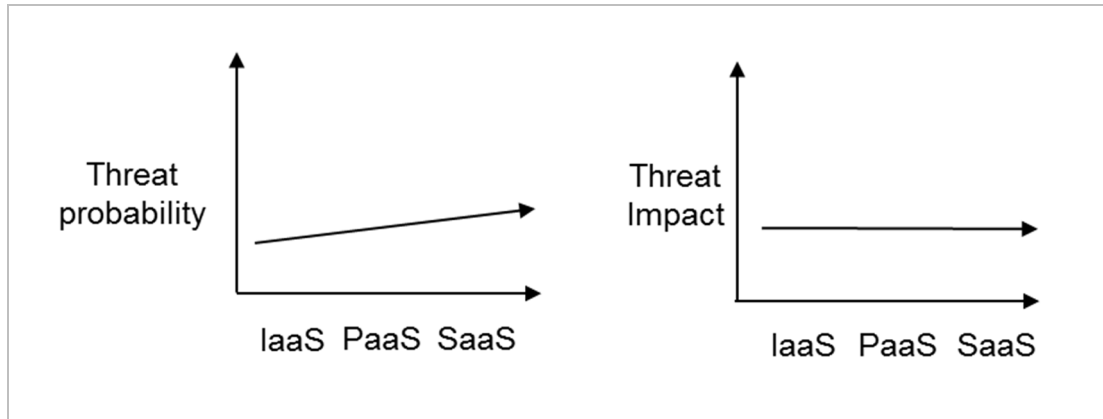 Threat
probability
IaaS PaaS SaaS
Threat
Impact
IaaS PaaS SaaS